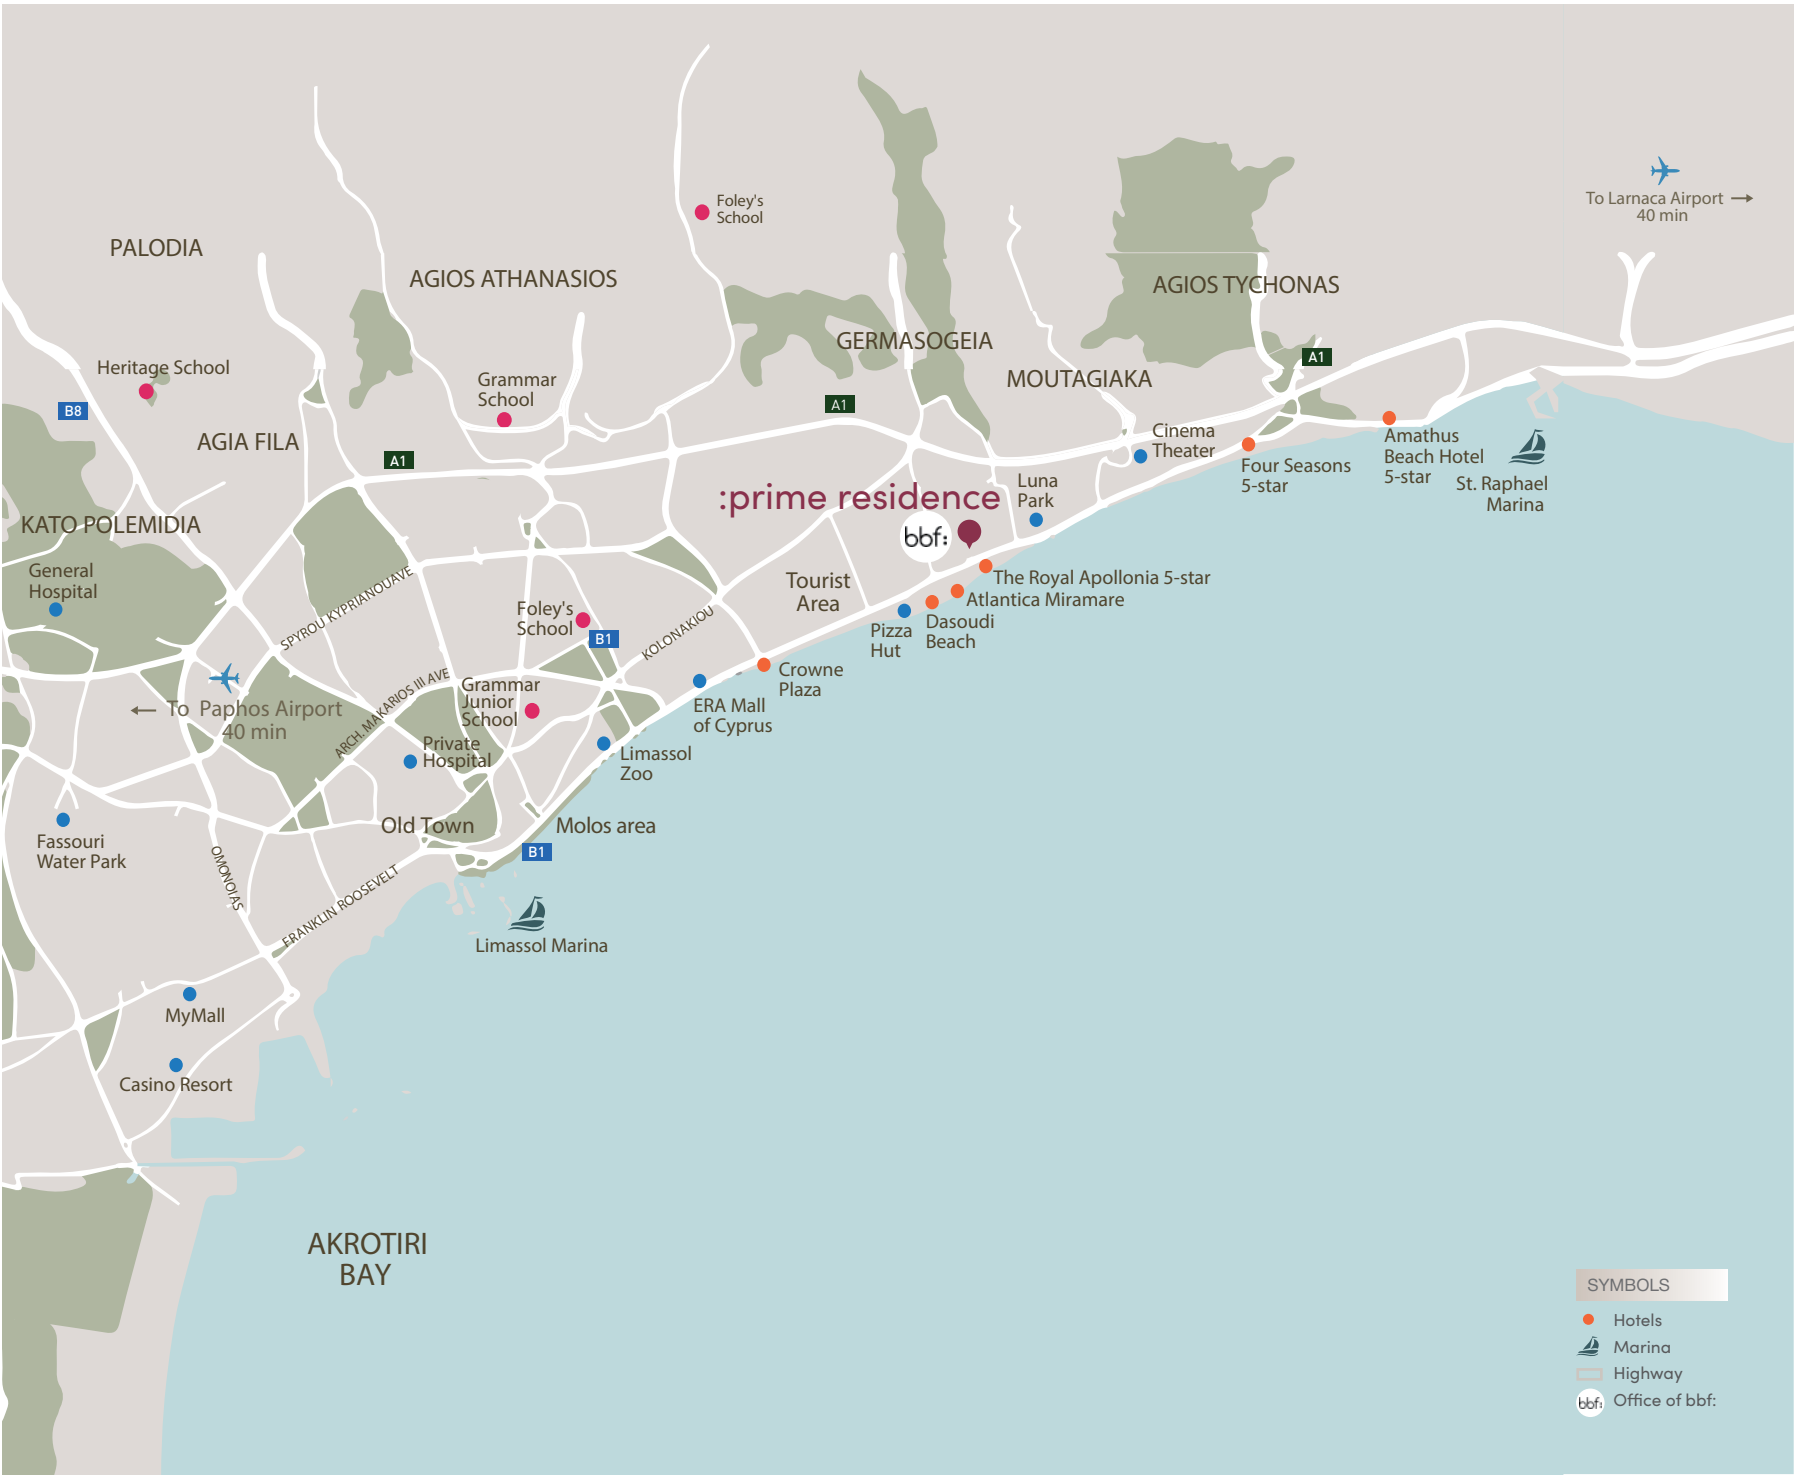 Foley's
School
To Larnaca Airport
40 min
PALODIA
AGIOS ATHANASIOS
AGIOS TYCHONAS
GERMASOGEIA
A1
Heritage School
Grammar
School
MOUTAGIAKA
B8
A1
AGIA FILA
A1
Cinema
Theater
Amathus
Beach Hotel
5-star
Four Seasons
5-star
St. Raphael
Marina
:prime residence
Luna
Park
KATO POLEMIDIA
bbf:
General
Hospital
SPYROU KYPRIANOUAVE
Tourist
Area
The Royal Apollonia 5-star
Atlantica Miramare
Foley's
School
B1
KOLONAKIOU
Pizza
Hut
Dasoudi
Beach
Crowne
Plaza
To Paphos Airport
40 min
ARCH. MAKARIOS III AVE
Grammar
Junior
School
ERA Mall
of Cyprus
Private
Hospital
Limassol
Zoo
Old Town
Molos area
B1
Fassouri
Water Park
OMONOIAS
FRANKLIN ROOSEVELT
Limassol Marina
MyMall
Casino Resort
AKROTIRI
BAY
SYMBOLS
Hotels
Marina
Highway
bbf: Office of bbf: